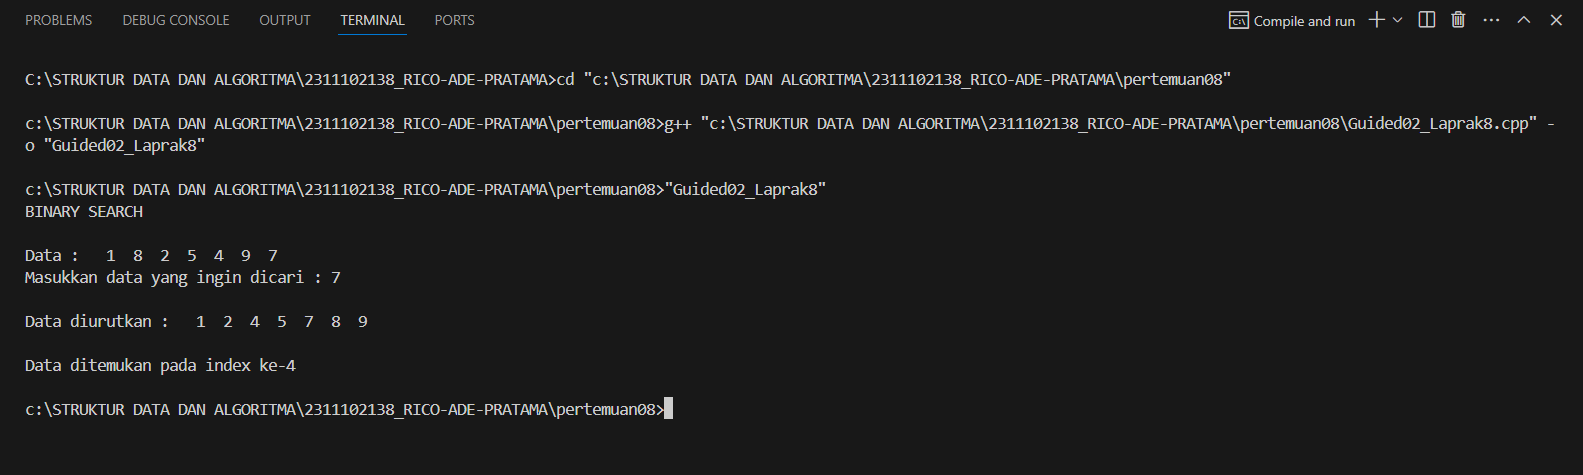 PROBLEMS DEBUG CONSOLE OUTPUT TERMINAL PORTS Compile and run
C:\STRUKTUR DATA DAN ALGORITMA\2311102138_RICO-ADE-PRATAMA>cd "c:\STRUKTUR DATA DAN ALGORITMA\2311102138_RICO-ADE-PRATAMA\pertemuan08"
c:\STRUKTUR DATA DAN ALGORITMA\2311102138_RICO-ADE-PRATAMA\pertemuan08>g++ "c:\STRUKTUR DATA DAN ALGORITMA\2311102138_RICO-ADE-PRATAMA\pertemuan08\Guided02_Laprak8.cpp" -
o "Guided02_Laprak8"
c:\STRUKTUR DATA DAN ALGORITMA\2311102138_RICO-ADE-PRATAMA\pertemuan08>"Guided02_Laprak8"
BINARY SEARCH
Data :   1  8  2  5  4  9  7
Masukkan data yang ingin dicari : 7
Data diurutkan :   1  2  4  5  7  8  9
Data ditemukan pada index ke-4
c:\STRUKTUR DATA DAN ALGORITMA\2311102138_RICO-ADE-PRATAMA\pertemuan08>